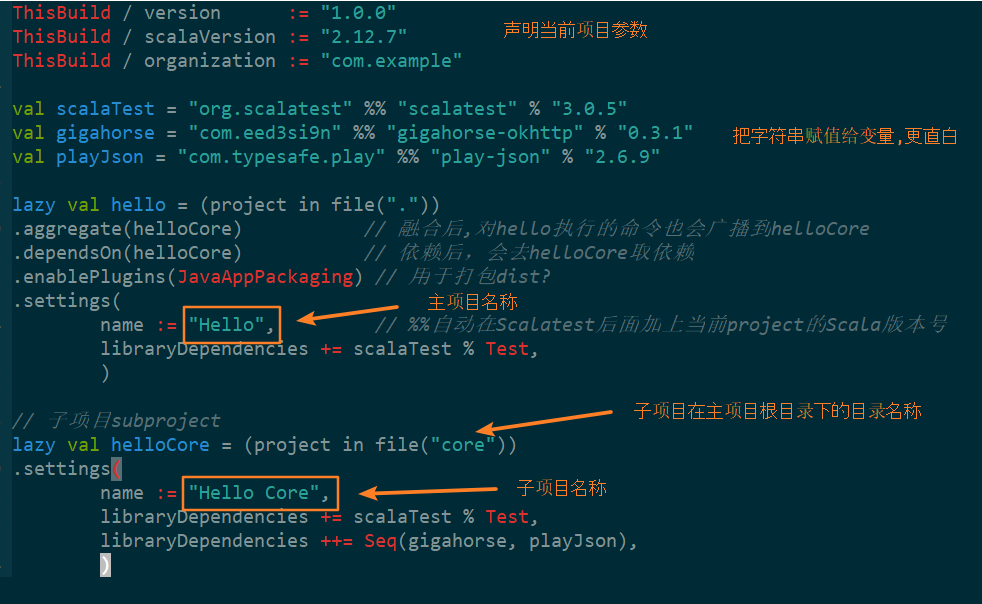 ThisBuild / version      := "1.0.0"
ThisBuild / scalaVersion := "2.12.7"
声明当前项目参数
ThisBuild / organization := "com.example"
val scalaTest = "org.scalatest" %% "scalatest" % "3.0.5"
val gigahorse = "com.eed3si9n" %% "gigahorse-okhttp" % "0.3.1"
把字符串赋值给变量,更直白
val playJson = "com.typesafe.play" %% "play-json" % "2.6.9"
lazy val hello = (project in file("."))
.aggregate(helloCore)          // 融合后,对hello执行的命令也会广播到helloCore
.dependsOn(helloCore)          // 依赖后，会去helloCore取依赖
.enablePlugins(JavaAppPackaging) // 用于打包dist?
.settings(
主项目名称
name := "Hello",         // %%自动在Scalatest后面加上当前project的Scala版本号
libraryDependencies += scalaTest % Test,
)
// 子项目subproject
子项目在主项目根目录下的目录名称
lazy val helloCore = (project in file("core"))
.settings(
name := "Hello Core",
子项目名称
libraryDependencies += scalaTest % Test,
libraryDependencies ++= Seq(gigahorse, playJson),
)